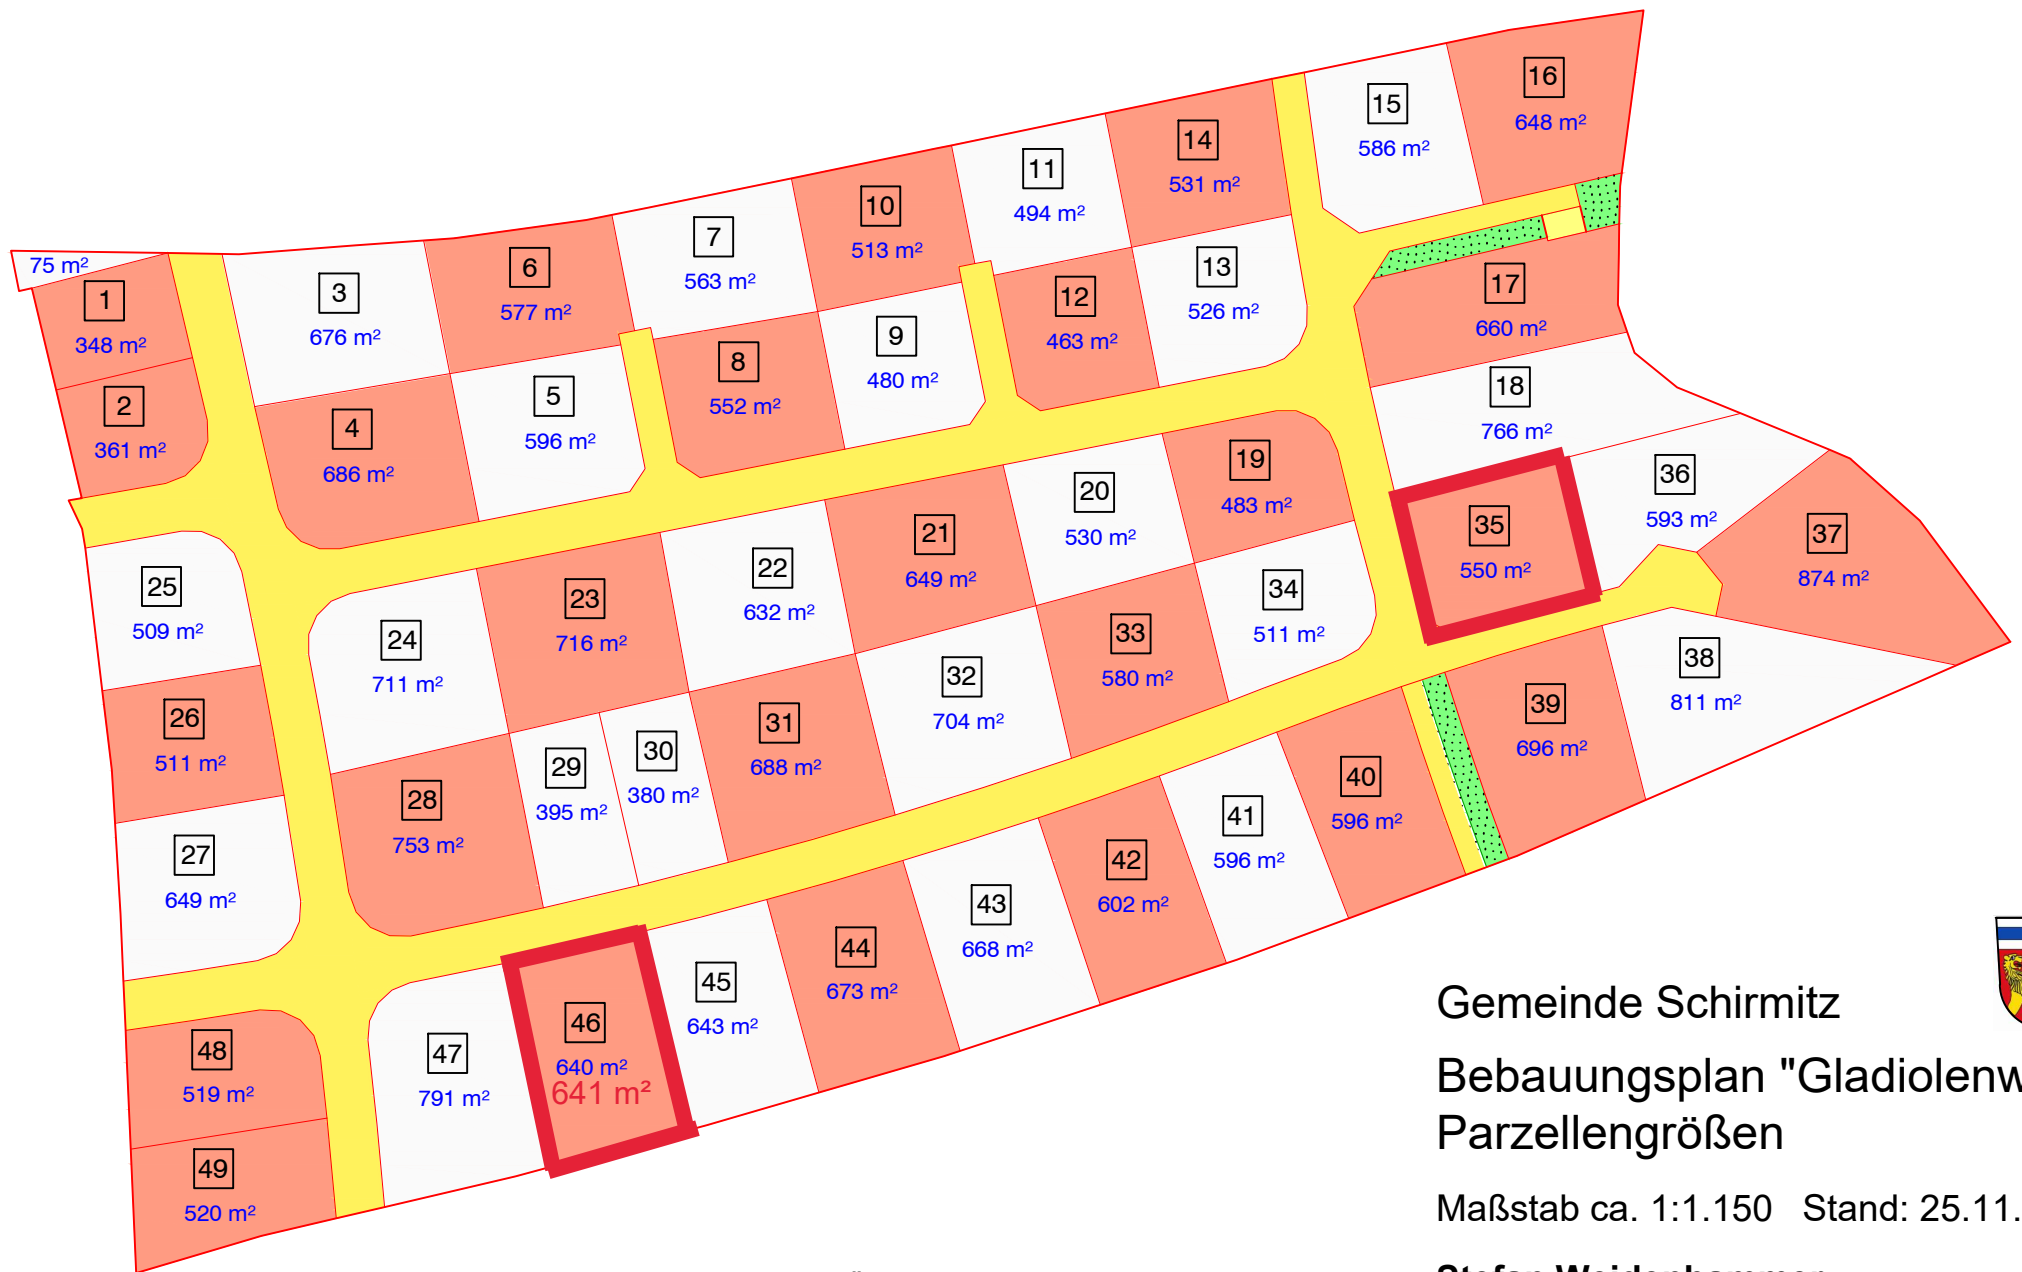 75 m²
1
348 m²
2
361 m²
3
676 m²
4
686 m²
5
596 m²
6
577 m²
7
563 m²
8
552 m²
9
480 m²
10
513 m²
11
494 m²
12
463 m²
13
526 m²
14
531 m²
15
586 m²
16
648 m²
17
660 m²
18
766 m²
19
483 m²
20
530 m²
21
649 m²
22
632 m²
23
716 m²
24
711 m²
25
509 m²
26
511 m²
27
649 m²
28
753 m²
29
395 m²
30
380 m²
31
688 m²
32
704 m²
33
580 m²
34
511 m²
35
550 m²
36
593 m²
37
874 m²
38
811 m²
39
696 m²
40
596 m²
41
596 m²
42
602 m²
43
668 m²
44
673 m²
45
643 m²
46
640 m²
641 m²
47
791 m²
48
519 m²
49
520 m²
Gemeinde Schirmitz
Bebauungsplan "Gladiolenw
Parzellengrößen
Maßstab ca. 1:1.150 Stand: 25.11.